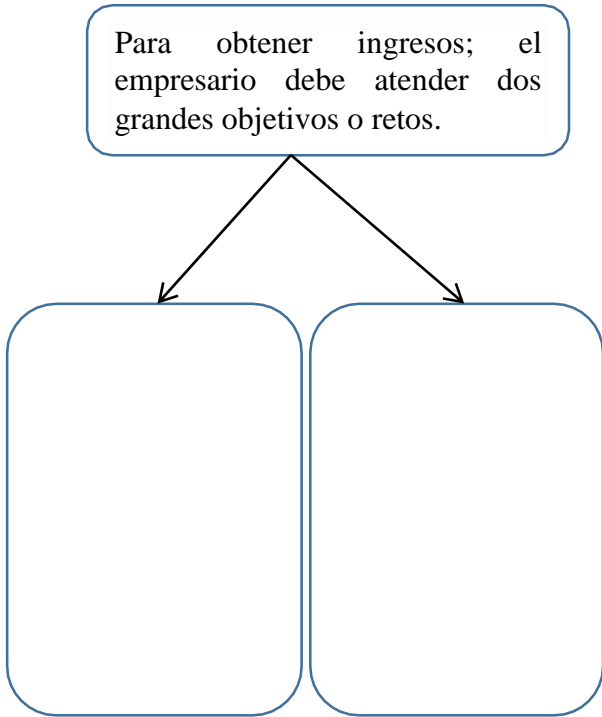 Para obtener ingresos; el
empresario debe atender dos
grandes objetivos o retos.